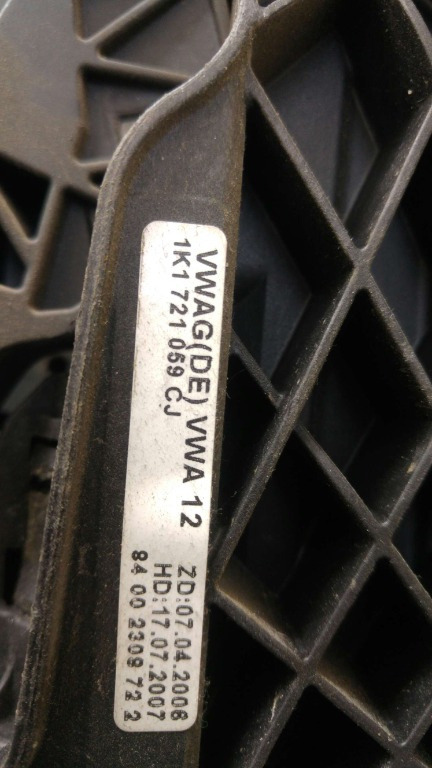 VWAG(DE) VWA 12
1K1 721 059 CJ
ZD:07.04.2006
HD:17.07.2007
84 00 2309 72 2